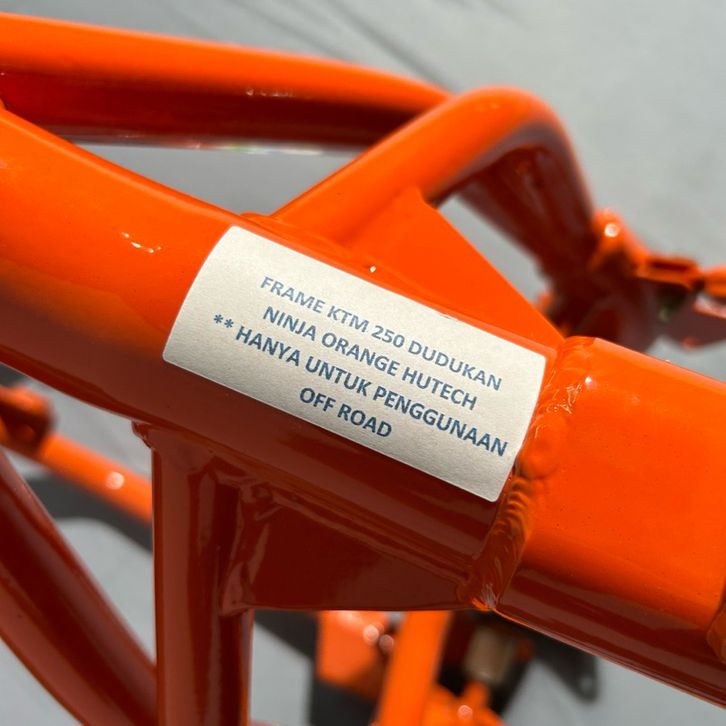 FRAME KTM 250 DUDUKAN
NINJA ORANGE HUTECH
** HANYA UNTUK PENGGUNAAN
OFF ROAD